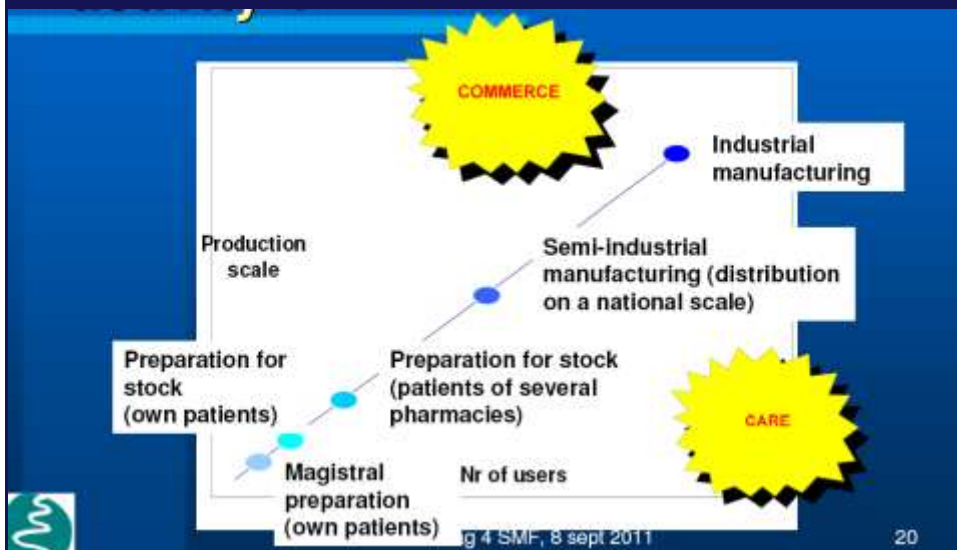 COMMERCE
Industrial
manufacturing
Production
scale
Semi-industrial
manufacturing (distribution
on a national scale)
Preparation for
stock
(own patients)
Preparation for stock
(patients of several
pharmacies)
CARE
Magistral
preparation
(own patients)
Nr of users
g 4 SMF, 8 sept 2011
20